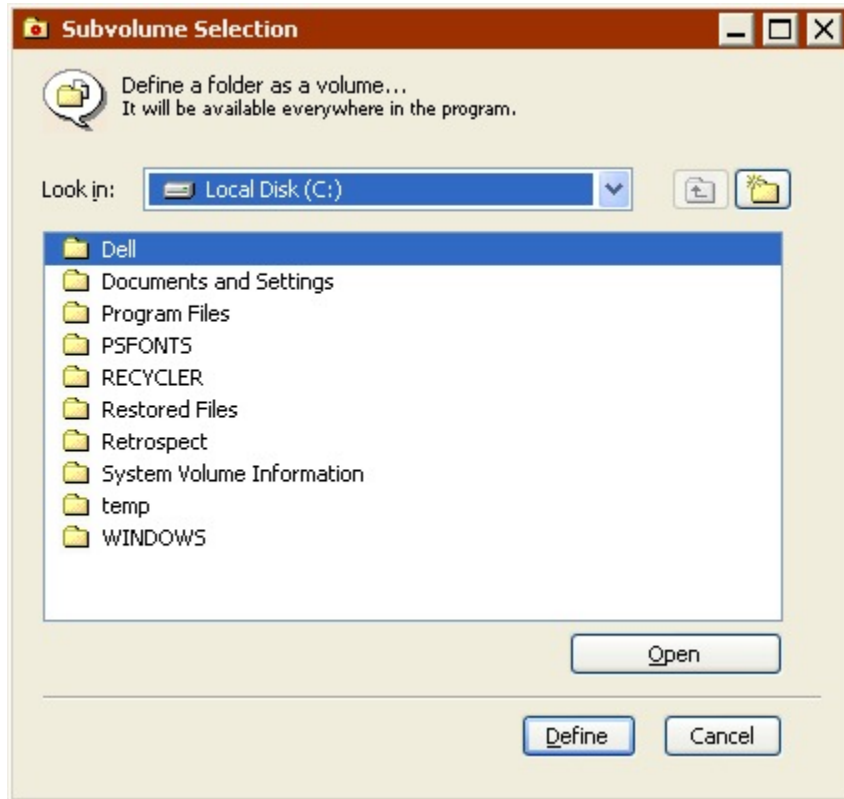 Subvolume Selection
Define a folder as a volume...
It will be available everywhere in the program.
Look in: Local Disk (C:)
Dell
Documents and Settings
Program Files
PSFONTS
RECYCLER
Restored Files
Retrospect
System Volume Information
temp
WINDOWS
Open
Define Cancel